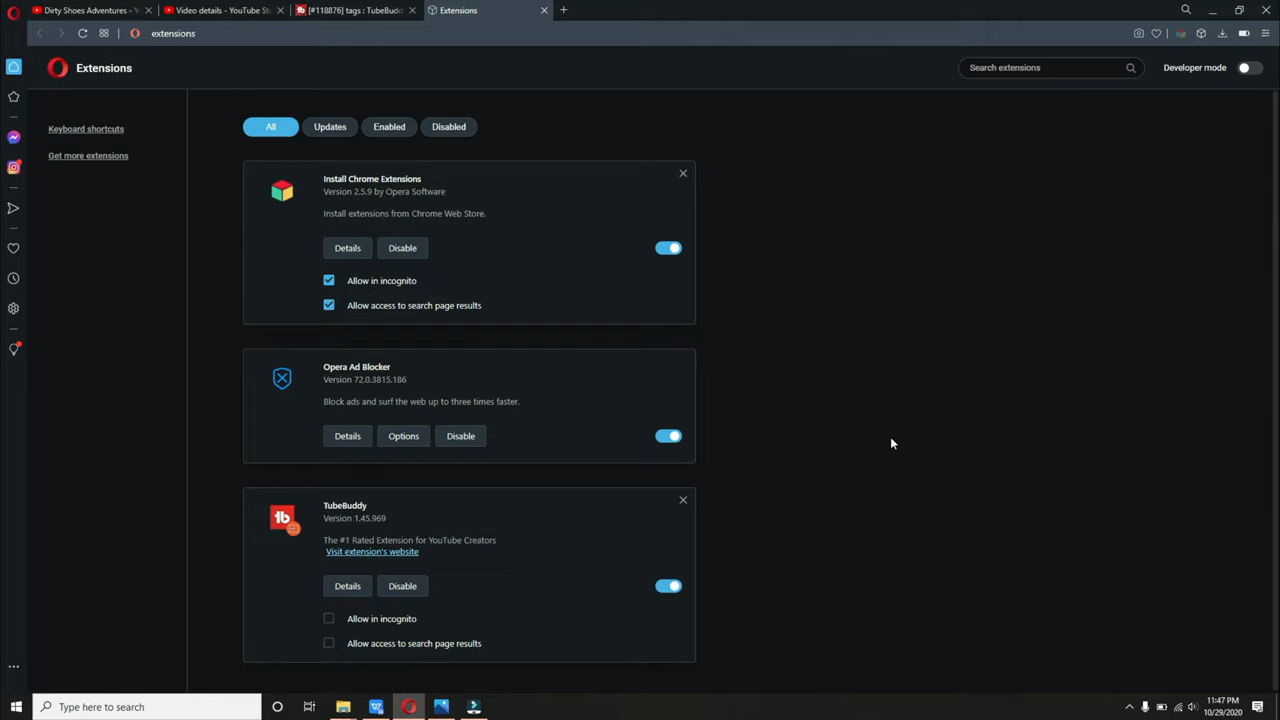 Dirty Shoes Adventures - Y
Video details - YouTube St
[#118876] tags : TubeBudd
Extensions
extensions
Extensions
Search extensions
Developer mode
Keyboard shortcuts
Get more extensions
All
Updates
Enabled
Disabled
Install Chrome Extensions
Version 2.5.9 by Opera Software
Install extensions from Chrome Web Store.
Details
Disable
Allow in incognito
Allow access to search page results
Opera Ad Blocker
Version 72.0.3815.186
Block ads and surf the web up to three times faster.
Details
Options
Disable
tb
TubeBuddy
Version 1.45.969
The #1 Rated Extension for YouTube Creators
Visit extension's website
Details
Disable
Allow in incognito
Allow access to search page results
Type here to search
11:47 PM
10/29/2020